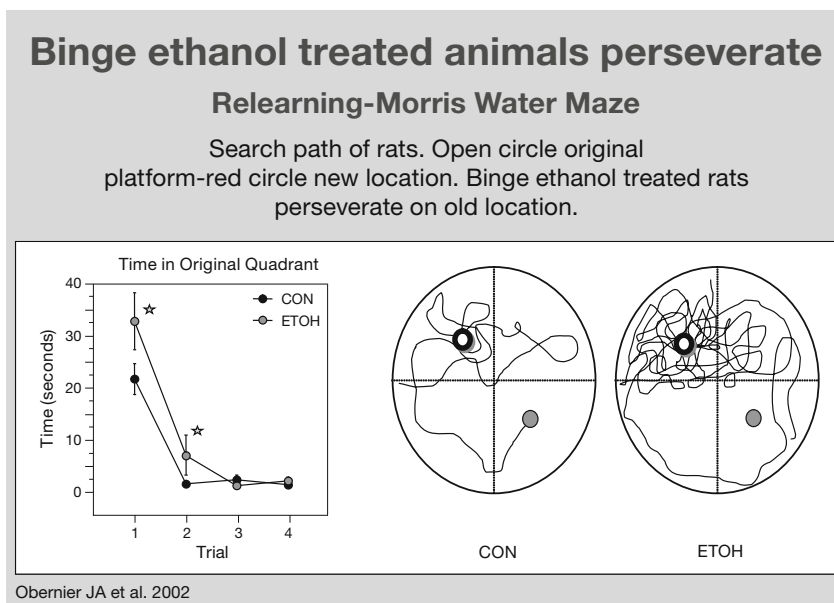 Binge ethanol treated animals perseverate
Relearning-Morris Water Maze
Search path of rats. Open circle original
platform-red circle new location. Binge ethanol treated rats
perseverate on old location.
Time in Original Quadrant
40
30
20
10
0
Time (seconds)
CON
ETOH
1 2 3 4
Trial
CON
ETOH
Obernier JA et al. 2002